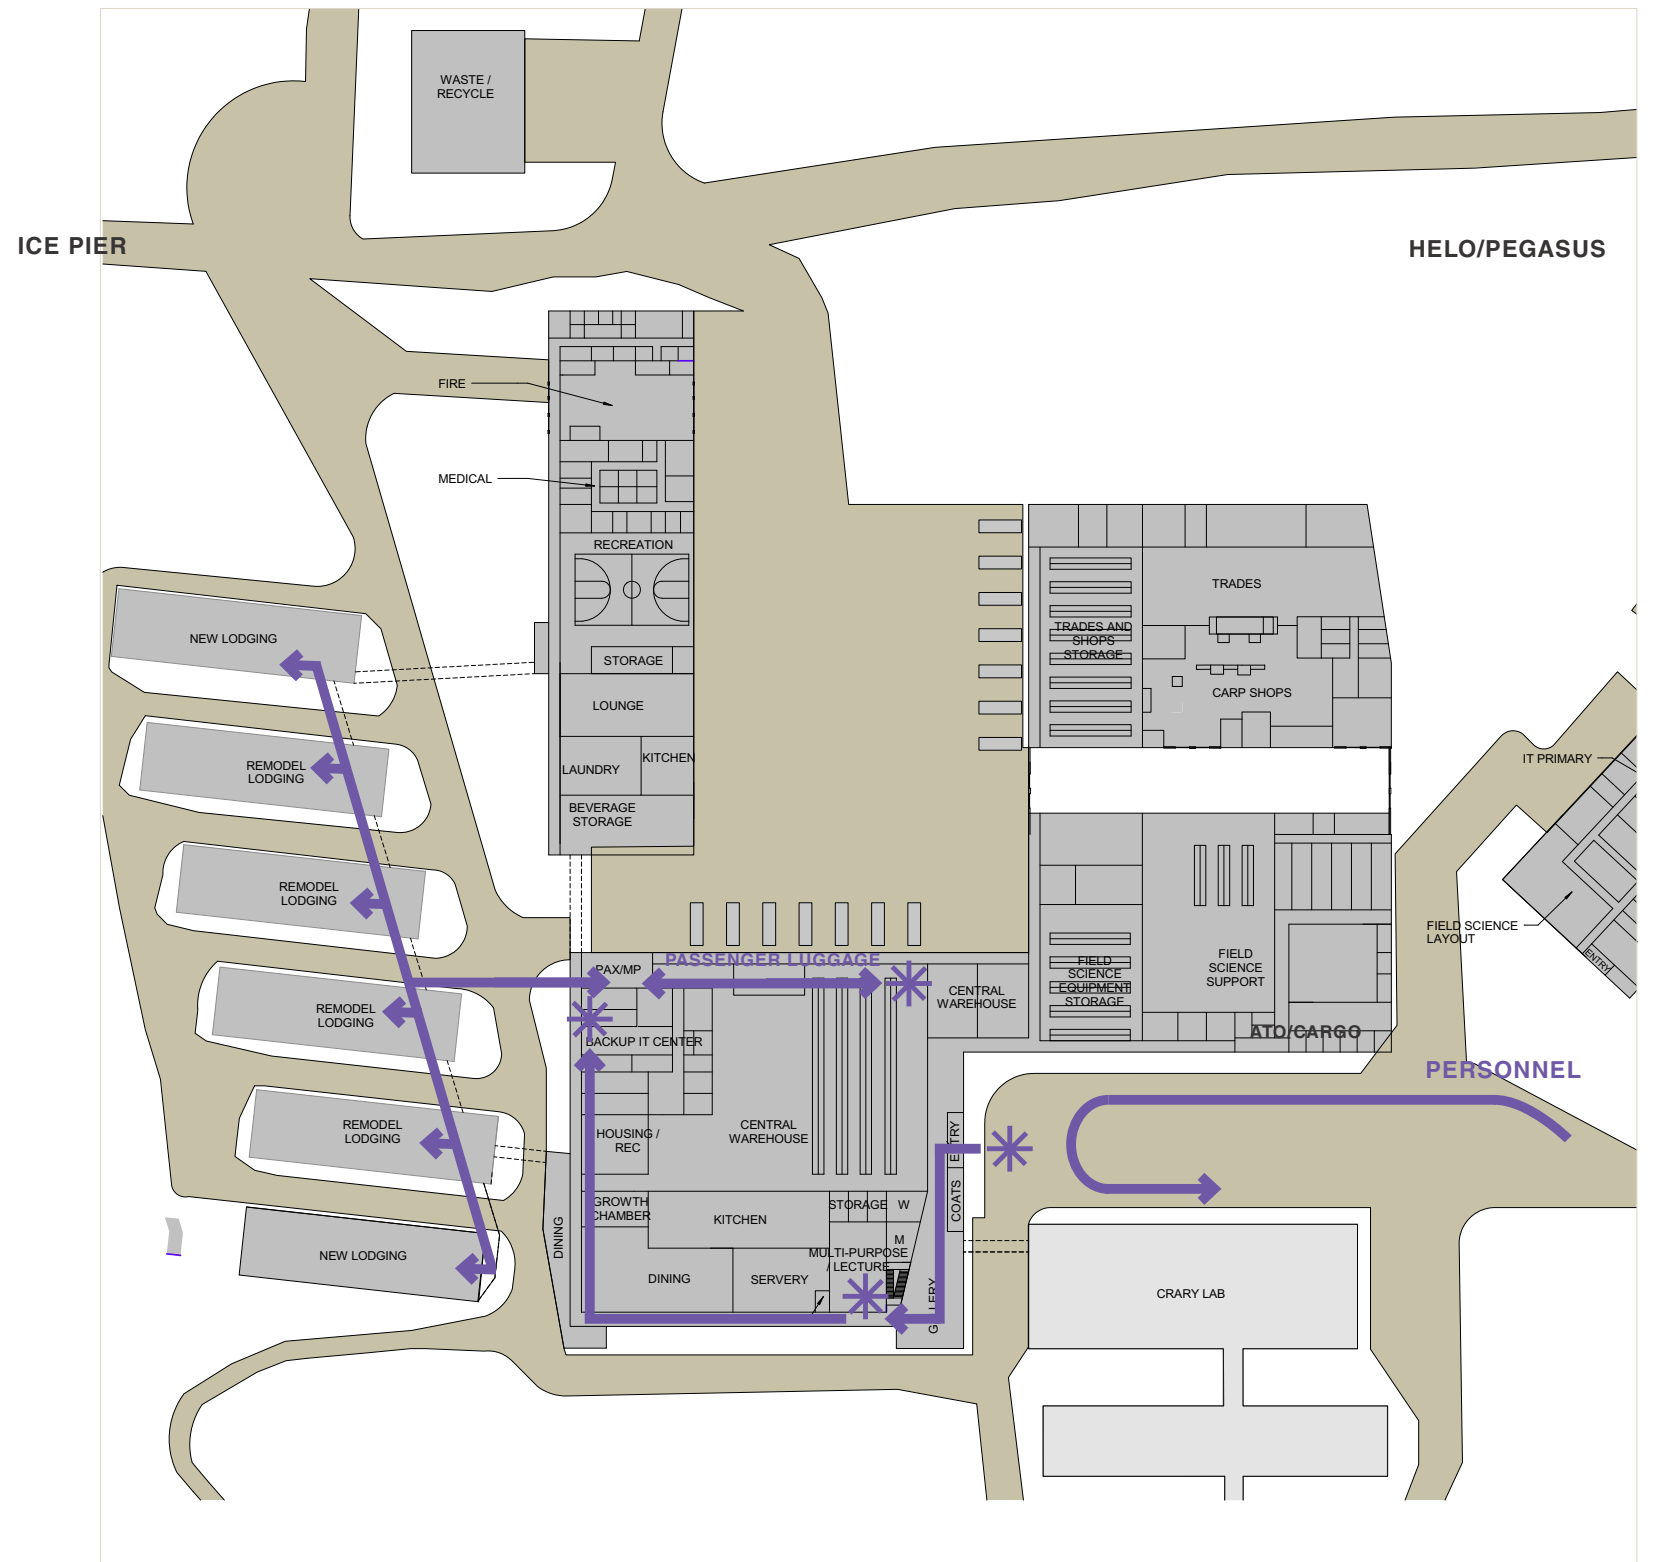 WASTE /
RECYCLE
ICE PIER
HELO/PEGASUS
FIRE
MEDICAL
RECREATION
STORAGE
LOUNGE
LAUNDRY
KITCHEN
BEVERAGE
STORAGE
TRADES
TRADES AND
SHOPS
STORAGE
CARP SHOPS
NEW LODGING
REMODEL
LODGING
REMODEL
LODGING
REMODEL
LODGING
REMODEL
LODGING
NEW LODGING
IT PRIMARY
FIELD SCIENCE
LAYOUT
ENTRY
PAX/MP
PASSENGER LUGGAGE
CENTRAL
WAREHOUSE
FIELD
SCIENCE
EQUIPMENT
STORAGE
FIELD
SCIENCE
SUPPORT
ATO/CARGO
BACKUP IT CENTER
PERSONNEL
HOUSING /
REC
CENTRAL
WAREHOUSE
ENTRY
COATS
GROWTH
CHAMBER
KITCHEN
STORAGE
W
M
MULTI-PURPOSE
/ LECTURE
DINING
DINING
SERVERY
GALLERY
CRARY LAB